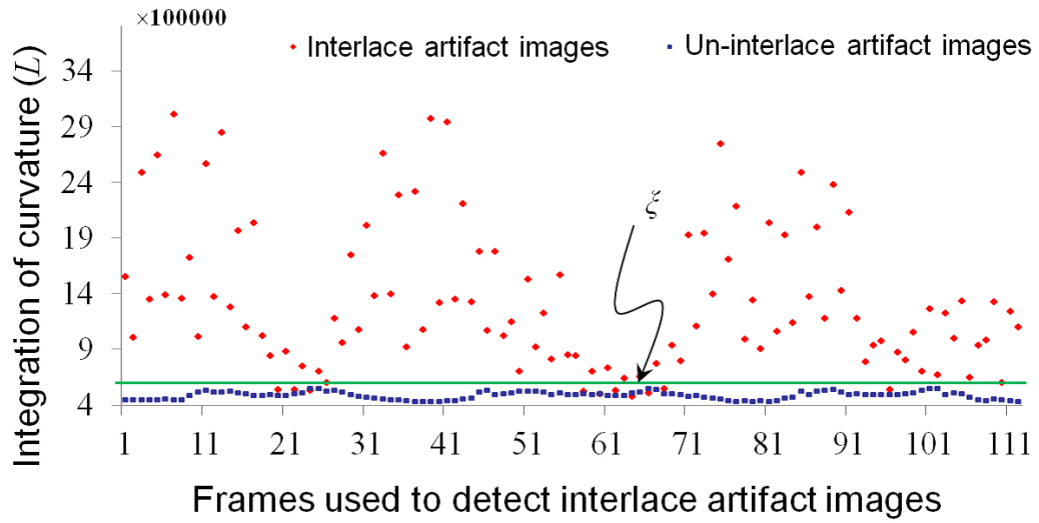 ×100000
Interlace artifact images
Un-interlace artifact images
Integration of curvature (L)
34
29
24
19
14
9
4
ξ
1 11 21 31 41 51 61 71 81 91 101 111
Frames used to detect interlace artifact images